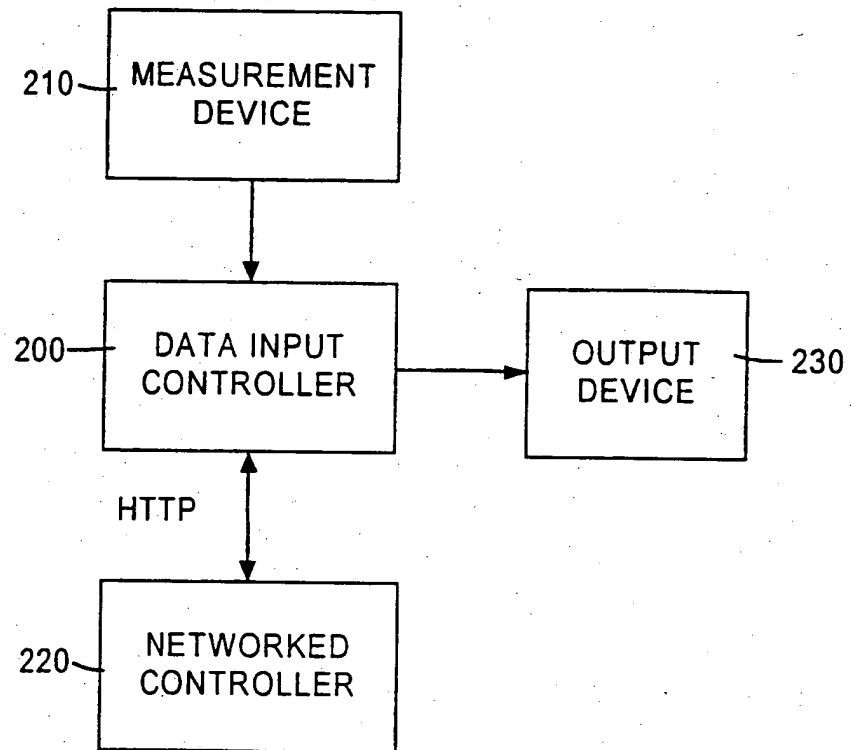 210
MEASUREMENT
DEVICE
200
DATA INPUT
CONTROLLER
OUTPUT
DEVICE
230
HTTP
220
NETWORKED
CONTROLLER